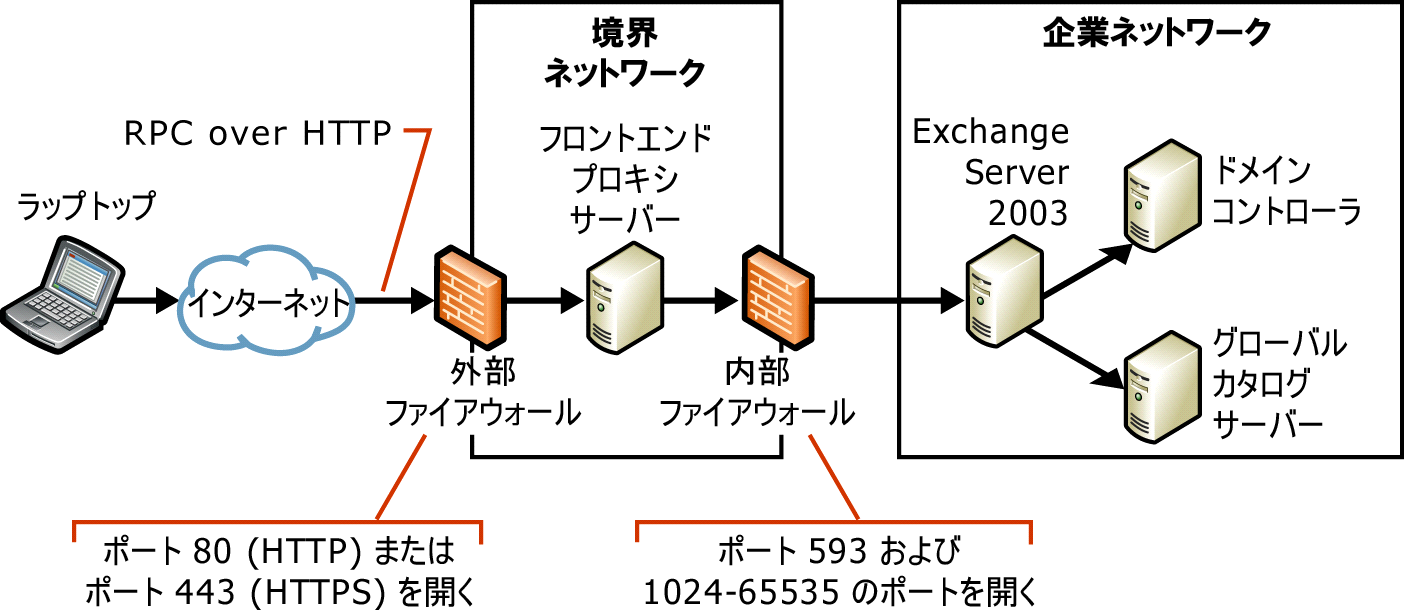 境界
ネットワーク
企業ネットワーク
RPC over HTTP
フロントエンド
プロキシ
サーバー
Exchange
Server
2003
ドメイン
コントローラ
ラップトップ
インターネット
外部
ファイアウォール
内部
ファイアウォール
グローバル
カタログ
サーバー
ポート 80 (HTTP) または
ポート 443 (HTTPS) を開く
ポート 593 および
1024-65535 のポートを開く